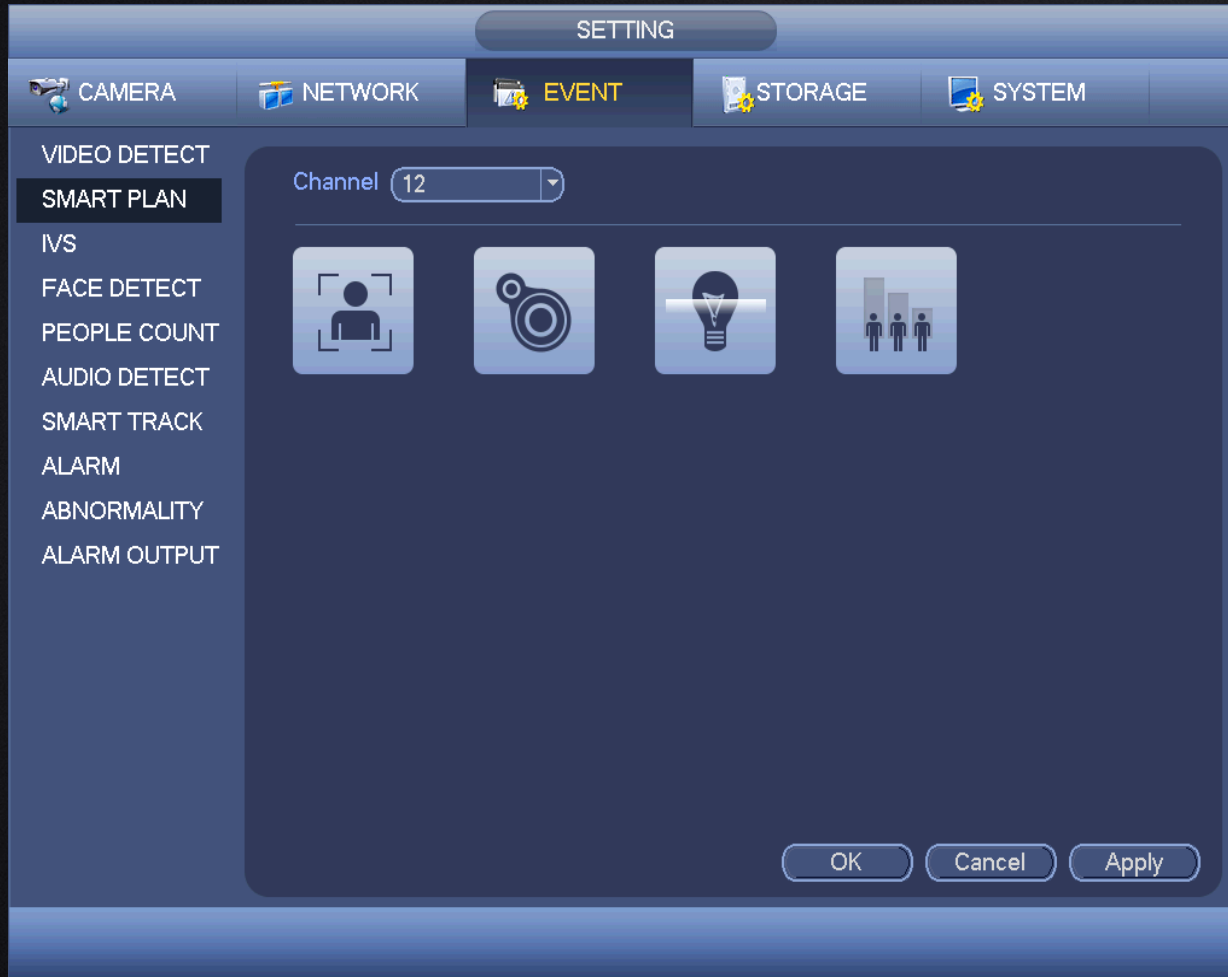 SETTING
CAMERA NETWORK EVENT STORAGE SYSTEM
VIDEO DETECT
SMART PLAN
IVS
FACE DETECT
PEOPLE COUNT
AUDIO DETECT
SMART TRACK
ALARM
ABNORMALITY
ALARM OUTPUT
Channel 12
OK Cancel Apply